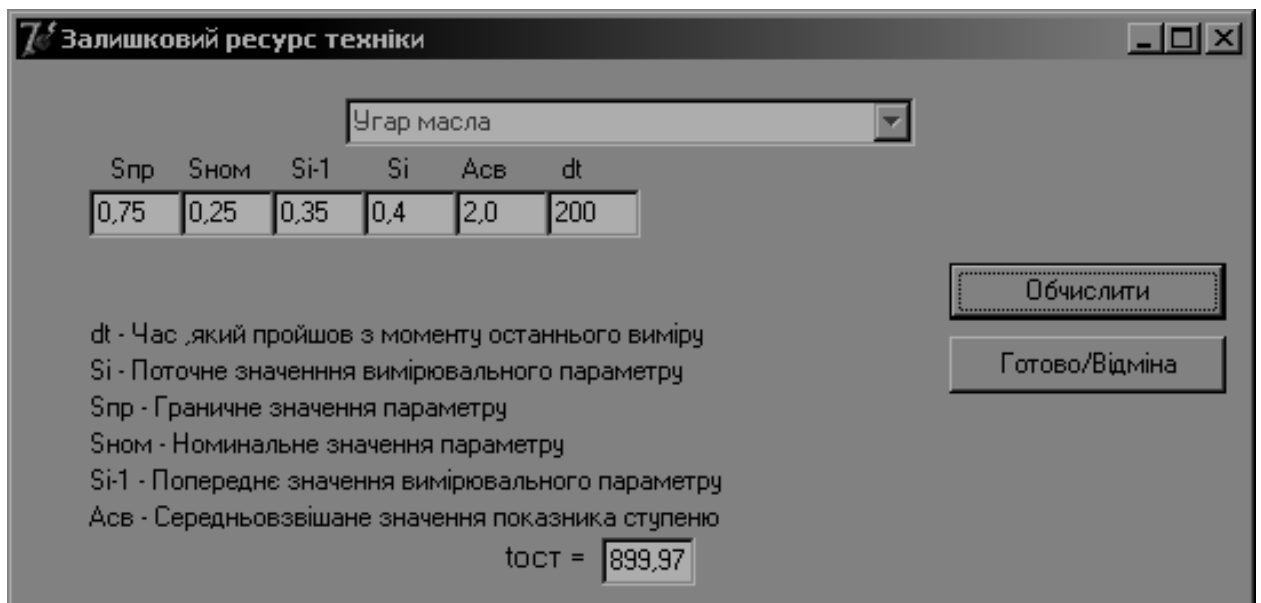 Залишковий ресурс техніки
Угар масла
Sпр Sном Si-1 Si Асв dt
0,75 0,25 0,35 0,4 2,0 200
Обчислити
dt - Час ,який пройшов з моменту останнього виміру
Готово/Відміна
Si - Поточне значенння вимірювального параметру
Sпр - Граничне значення параметру
Sном - Номинальне значення параметру
Si-1 - Попереднє значення вимірювального параметру
Асв - Середньовзвішане значення показника ступеню
tост = 899,97